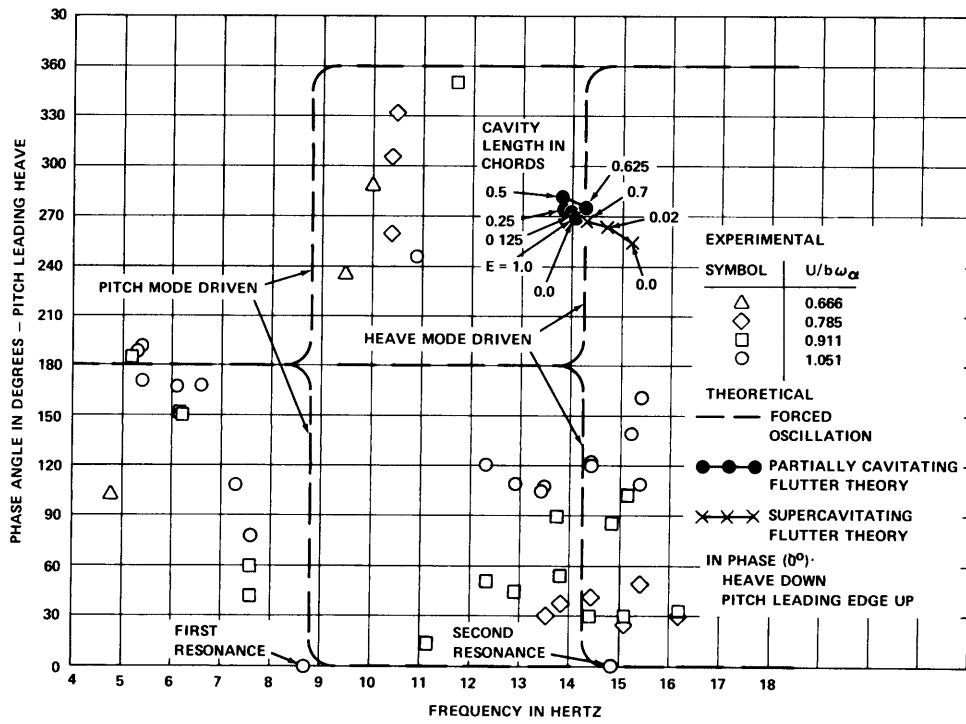 30
360
330
300
270
240
210
180
150
120
90
60
30
0
PHASE ANGLE IN DEGREES – PITCH LEADING HEAVE
4 5 6 7 8 9 10 11 12 13 14 15 16 17 18
FREQUENCY IN HERTZ
CAVITY
LENGTH IN
CHORDS
0.5
0.25
0 125
E = 1.0
0.0
0.625
0.7
0.02
0.0
PITCH MODE DRIVEN
HEAVE MODE DRIVEN
FIRST
RESONANCE
SECOND
RESONANCE
EXPERIMENTAL
SYMBOL U/bωα
0.666
0.785
0.911
1.051
THEORETICAL
FORCED
OSCILLATION
PARTIALLY CAVITATING
FLUTTER THEORY
SUPERCAVITATING
FLUTTER THEORY
IN PHASE (0°)·
HEAVE DOWN
PITCH LEADING EDGE UP